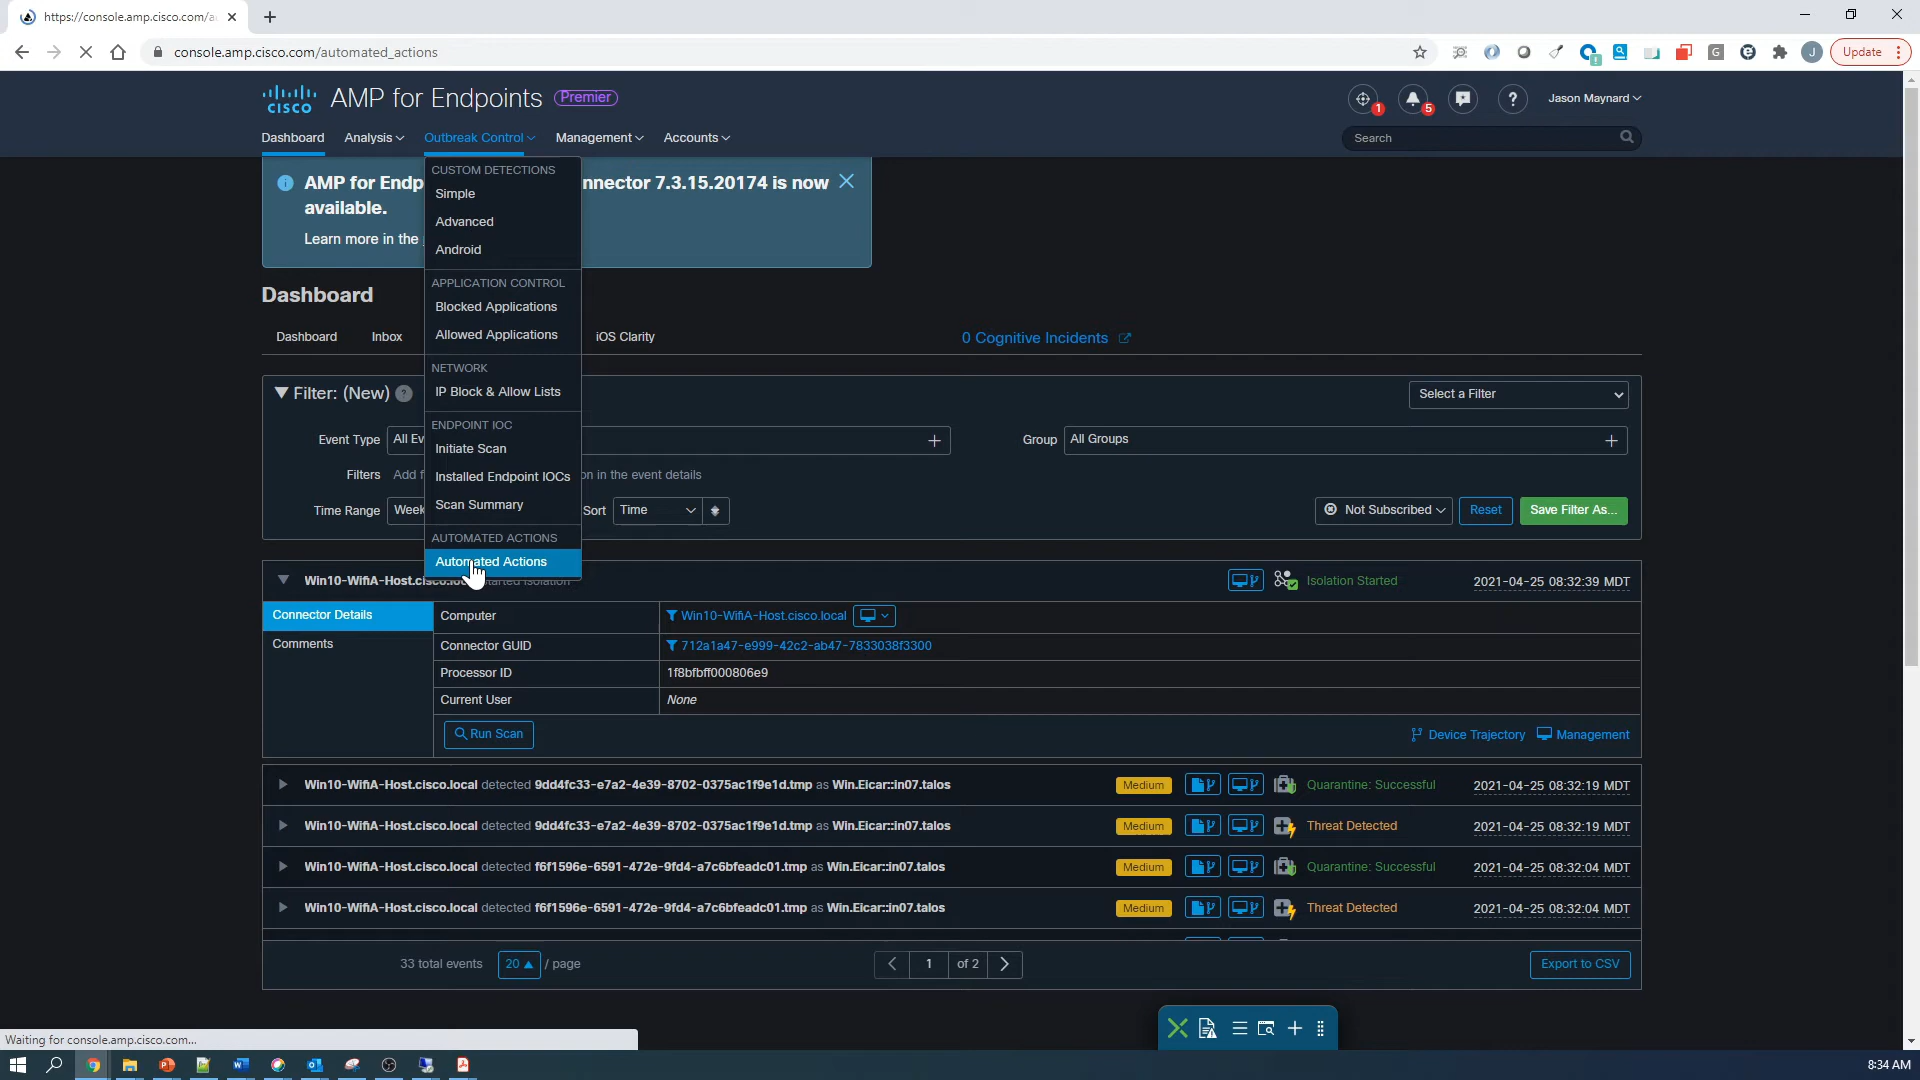 https://console.amp.cisco.com/a
console.amp.cisco.com/automated_actions
G
J
Update
cisco
AMP for Endpoints
Premier
1
5
?
Jason Maynard
Dashboard
Analysis
Outbreak Control
Management
Accounts
Search
AMP for Endp
nnector 7.3.15.20174 is now
available.
Learn more in the
CUSTOM DETECTIONS
Simple
Advanced
Android
APPLICATION CONTROL
Blocked Applications
Allowed Applications
NETWORK
IP Block & Allow Lists
ENDPOINT IOC
Initiate Scan
Installed Endpoint IOCs
Scan Summary
AUTOMATED ACTIONS
Automated Actions
Dashboard
Dashboard
Inbox
iOS Clarity
0 Cognitive Incidents
Filter: (New) ?
Select a Filter
Event Type
All Ev
Group
All Groups
Filters
Add f
on in the event details
Time Range
Week
Sort
Time
Not Subscribed
Reset
Save Filter As...
Win10-WifiA-Host.cisco.local started isolation
Isolation Started
2021-04-25 08:32:39 MDT
Connector Details
Comments
Computer
Win10-WifiA-Host.cisco.local
Connector GUID
712a1a47-e999-42c2-ab47-7833038f3300
Processor ID
1f8bfbff000806e9
Current User
None
Run Scan
Device Trajectory
Management
Win10-WifiA-Host.cisco.local detected 9dd4fc33-e7a2-4e39-8702-0375ac1f9e1d.tmp as Win.Eicar::in07.talos
Medium
Quarantine: Successful
2021-04-25 08:32:19 MDT
Win10-WifiA-Host.cisco.local detected 9dd4fc33-e7a2-4e39-8702-0375ac1f9e1d.tmp as Win.Eicar::in07.talos
Medium
Threat Detected
2021-04-25 08:32:19 MDT
Win10-WifiA-Host.cisco.local detected f6f1596e-6591-472e-9fd4-a7c6bfeadc01.tmp as Win.Eicar::in07.talos
Medium
Quarantine: Successful
2021-04-25 08:32:04 MDT
Win10-WifiA-Host.cisco.local detected f6f1596e-6591-472e-9fd4-a7c6bfeadc01.tmp as Win.Eicar::in07.talos
Medium
Threat Detected
2021-04-25 08:32:04 MDT
33 total events
20
/ page
1
of 2
Export to CSV
Waiting for console.amp.cisco.com...
8:34 AM